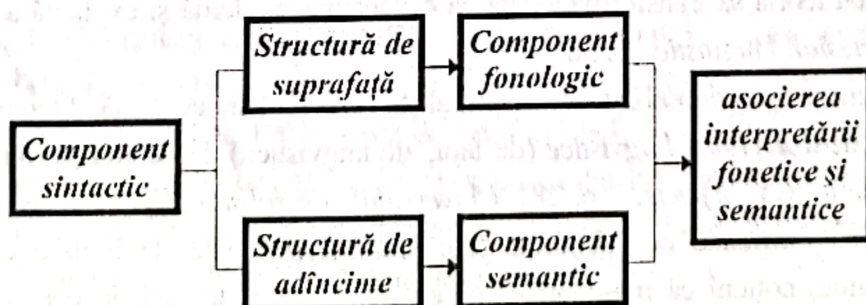 Structură de
suprafață
Component
fonologic
Component
sintactic
asocierea
interpretării
fonetice și
semantice
Structură de
adîncime
Component
semantic